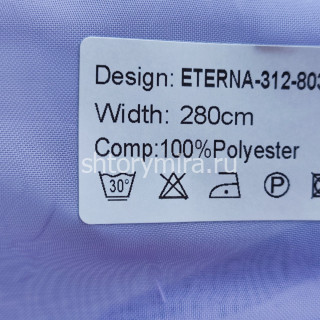 Design: ETERNA-312-803
Width: 280cm
Comp:100%Polyester
shtorymira.ru
30° P